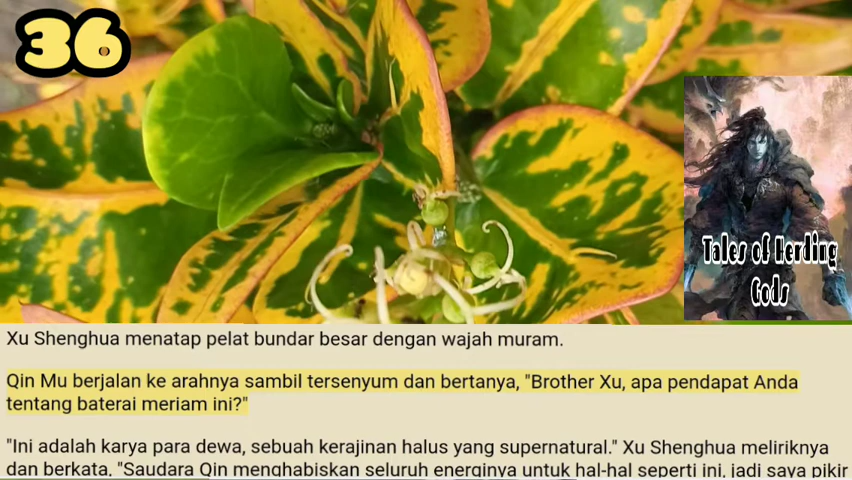 36
Tales of Herding
Gods
Xu Shenghua menatap pelat bundar besar dengan wajah muram.
Qin Mu berjalan ke arahnya sambil tersenyum dan bertanya, "Brother Xu, apa pendapat Anda
tentang baterai meriam ini?"
"Ini adalah karya para dewa, sebuah kerajinan halus yang supernatural." Xu Shenghua meliriknya
dan berkata, "Saudara Qin menghabiskan seluruh energinya untuk hal-hal seperti ini, jadi saya pikir